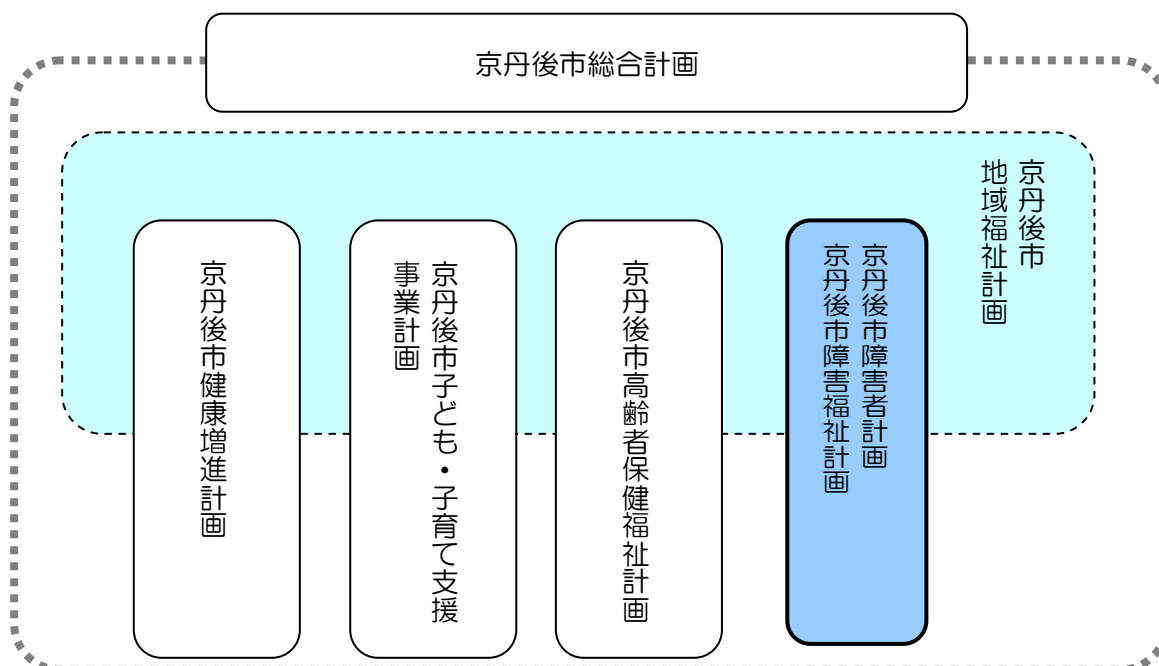 京丹後市総合計画
京丹後市
地域福祉計画
京丹後市障害者計画
京丹後市障害福祉計画
京丹後市高齢者保健福祉計画
京丹後市子ども・子育て支援
事業計画
京丹後市健康増進計画